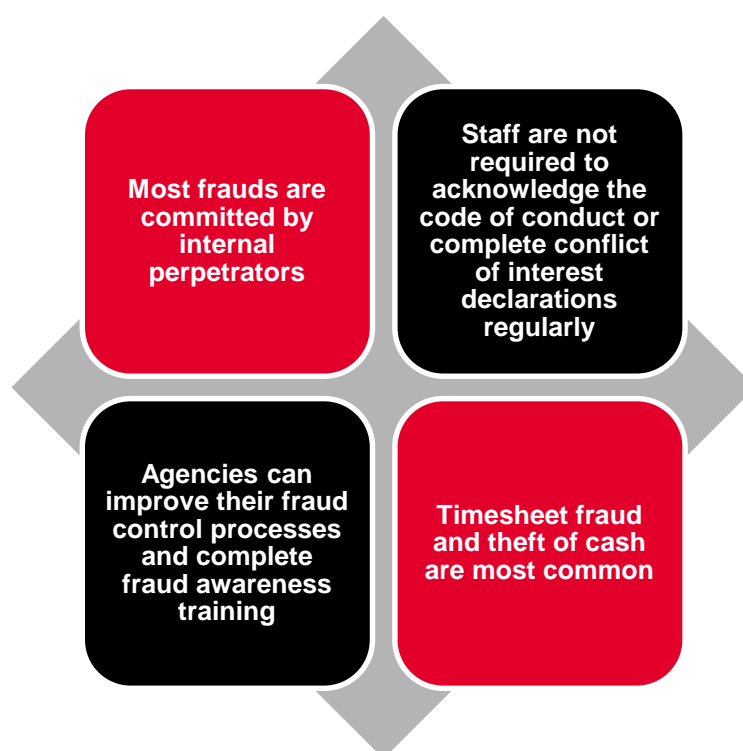 Most frauds are
committed by
internal
perpetrators
Staff are not
required to
acknowledge the
code of conduct or
complete conflict
of interest
declarations
regularly
Agencies can
improve their fraud
control processes
and complete
fraud awareness
training
Timesheet fraud
and theft of cash
are most common